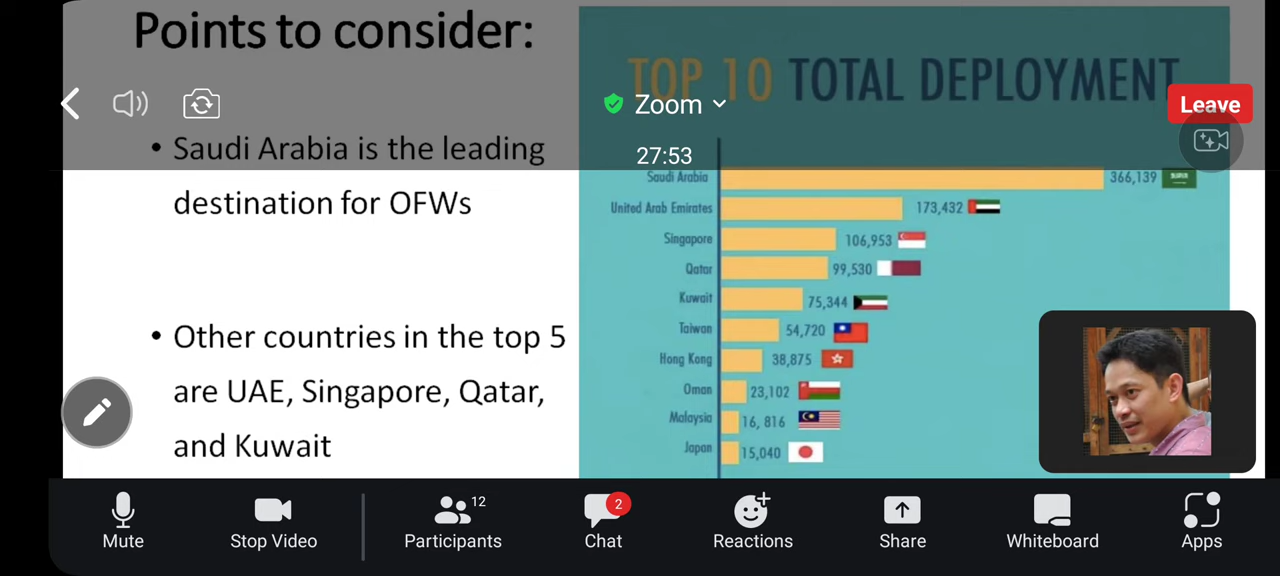 Points to consider:
TOP 10 TOTAL DEPLOYMENT
Zoom
Leave
27:53
• Saudi Arabia is the leading
destination for OFWs
• Other countries in the top 5
are UAE, Singapore, Qatar,
and Kuwait
Saudi Arabia 366,139
United Arab Emirates 173,432
Singapore 106,953
Qatar 99,530
Kuwait 75,344
Taiwan 54,720
Hong Kong 38,875
Oman 23,102
Malaysia 16, 816
Japan 15,040
Mute
Stop Video
Participants 12
Chat 2
Reactions
Share
Whiteboard
Apps